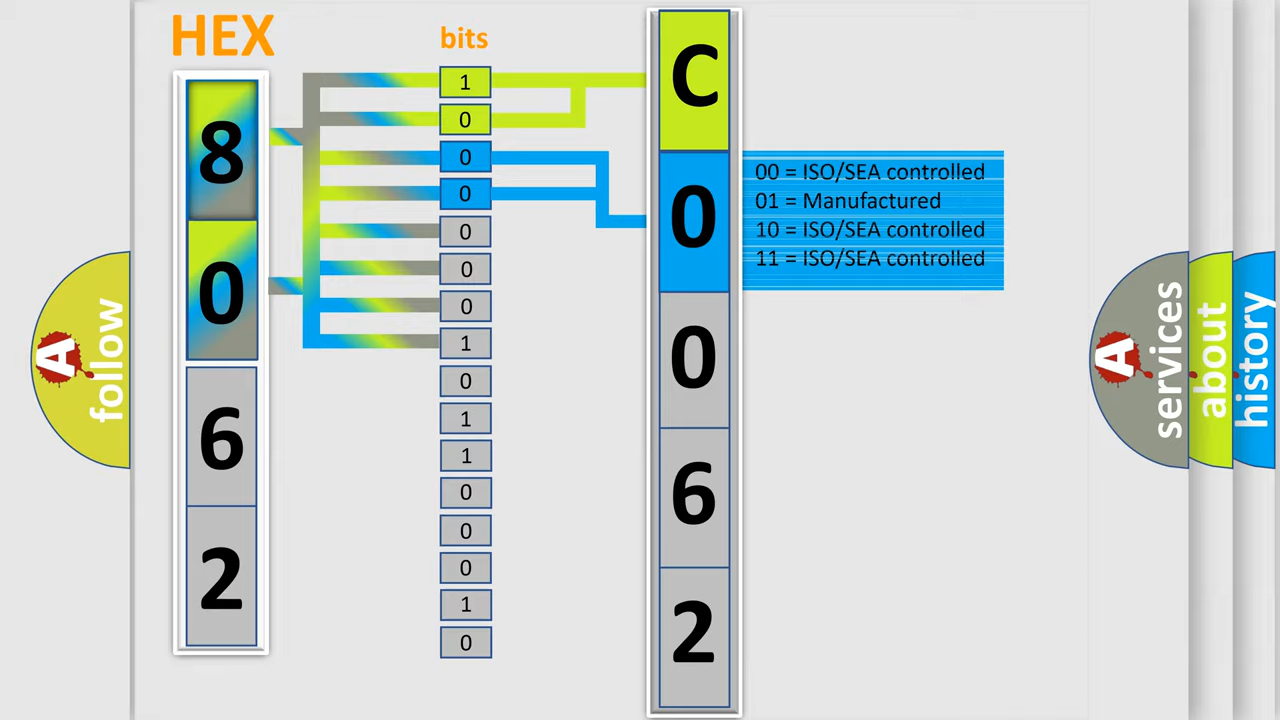 HEX
bits
8
0
6
2
1
0
0
0
0
0
0
1
0
1
1
0
0
0
1
0
C
0
0
6
2
00 = ISO/SEA controlled
01 = Manufactured
10 = ISO/SEA controlled
11 = ISO/SEA controlled
A
follow
A
services
about
history